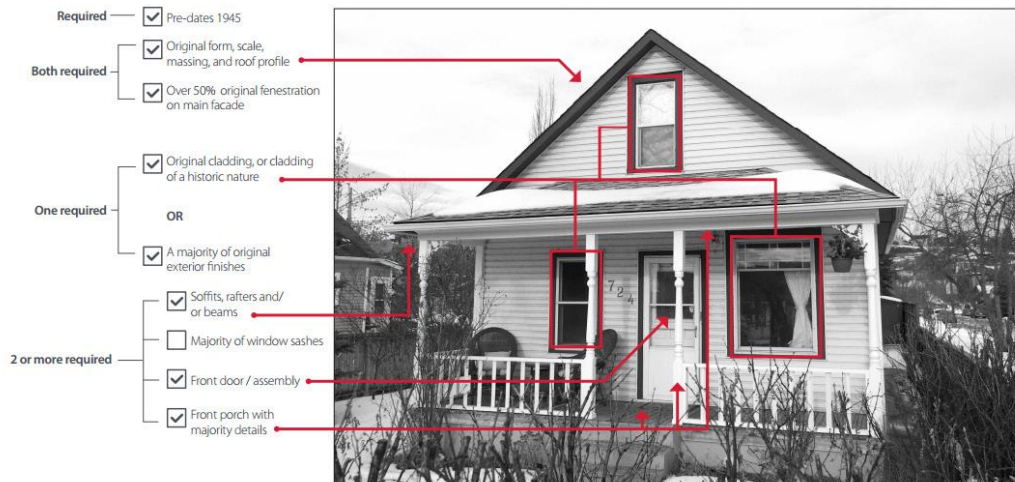 Required
Pre-dates 1945
Both required
Original form, scale,
massing, and roof profile
Over 50% original fenestration
on main facade
One required
Original cladding, or cladding
of a historic nature
OR
A majority of original
exterior finishes
2 or more required
Soffits, rafters and/
or beams
Majority of window sashes
Front door / assembly
Front porch with
majority details
724